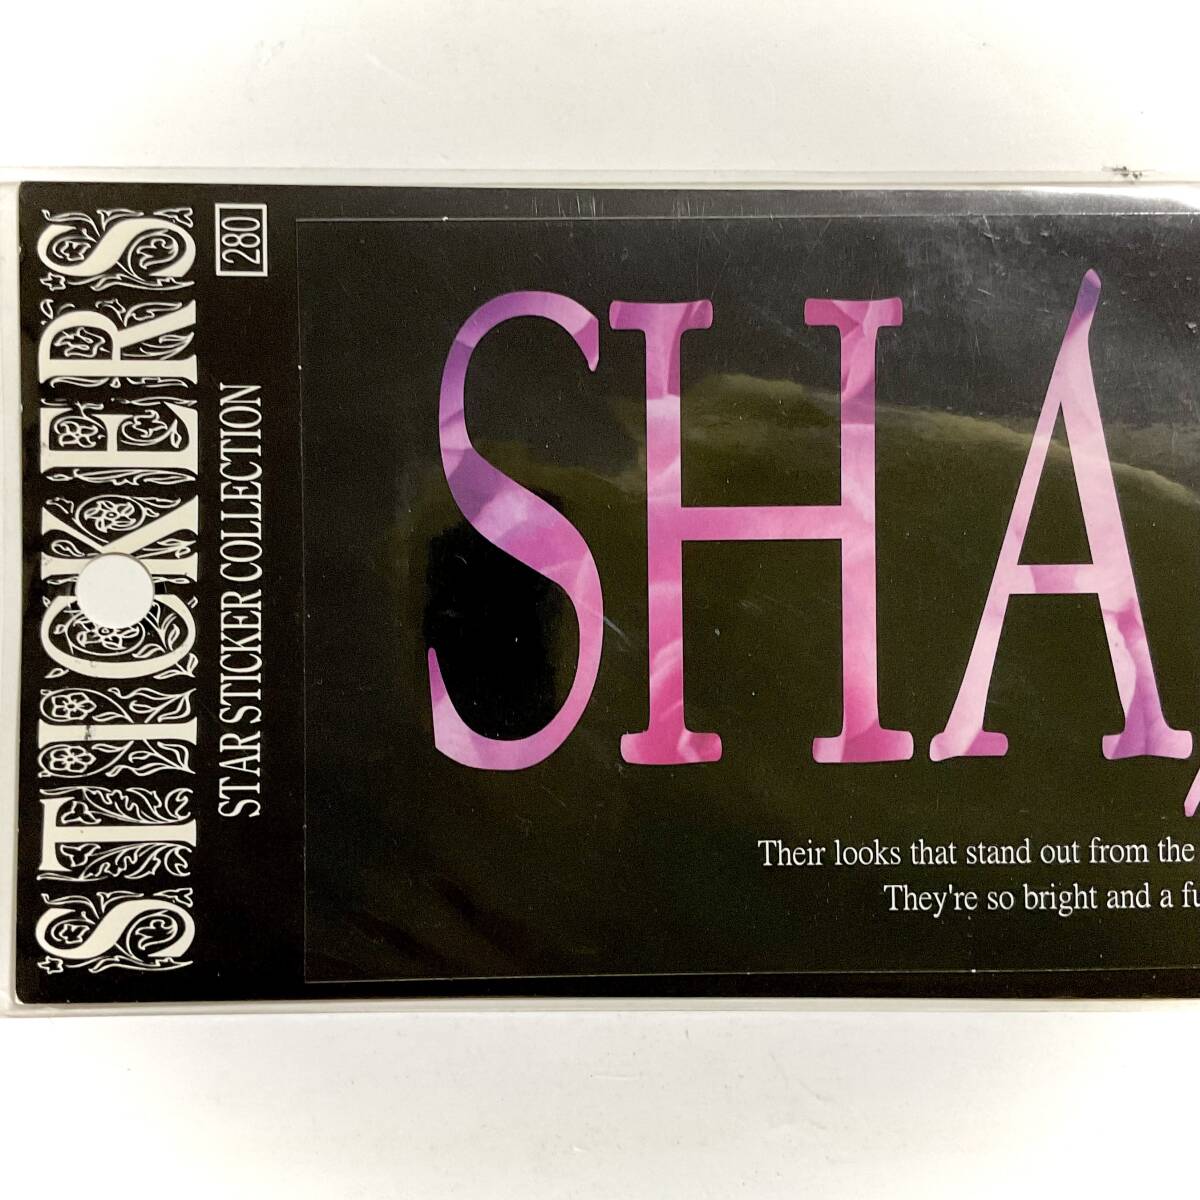 STICKERS
STAR STICKER COLLECTION
280
SHA
Their looks that stand out from the
They're so bright and a fu